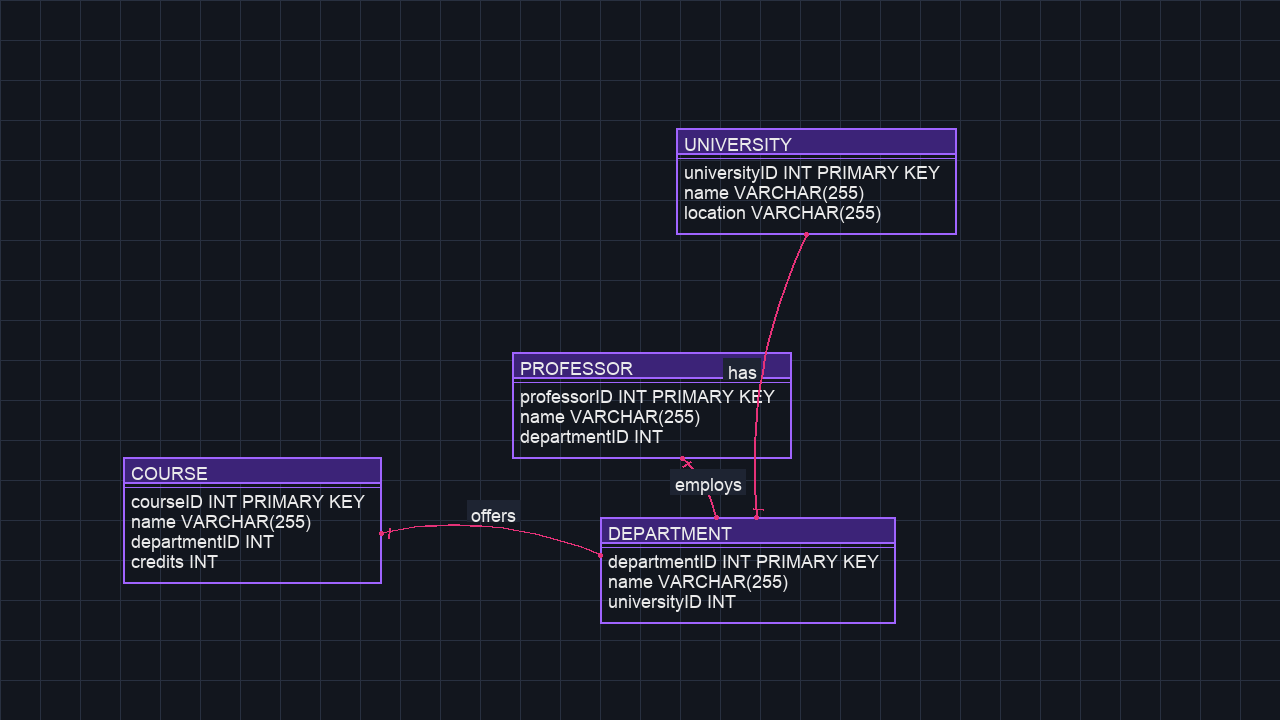 UNIVERSITY
universityID INT PRIMARY KEY
name VARCHAR(255)
location VARCHAR(255)
PROFESSOR
has
professorID INT PRIMARY KEY
name VARCHAR(255)
departmentID INT
COURSE
courseID INT PRIMARY KEY
name VARCHAR(255)
departmentID INT
credits INT
employs
offers
DEPARTMENT
departmentID INT PRIMARY KEY
name VARCHAR(255)
universityID INT